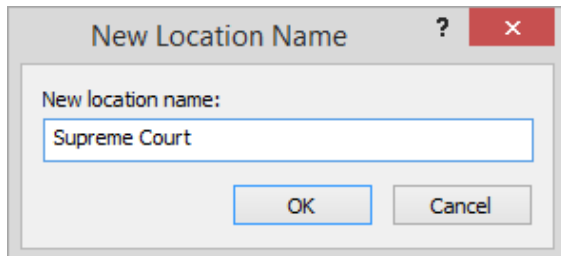 New Location Name ? ×
New location name:
Supreme Court
OK Cancel